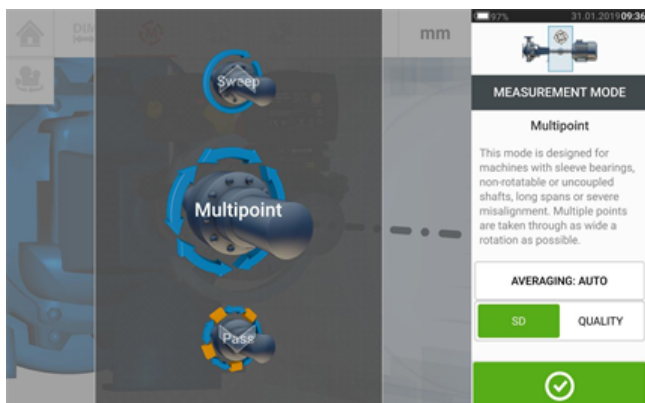 97% 31.01.2019 09:36
DIM
mm
Sweep
Multipoint
Pass
MEASUREMENT MODE
Multipoint
This mode is designed for
machines with sleeve bearings,
non-rotatable or uncoupled
shafts, long spans or severe
misalignment. Multiple points
are taken through as wide a
rotation as possible.
AVERAGING: AUTO
SD QUALITY